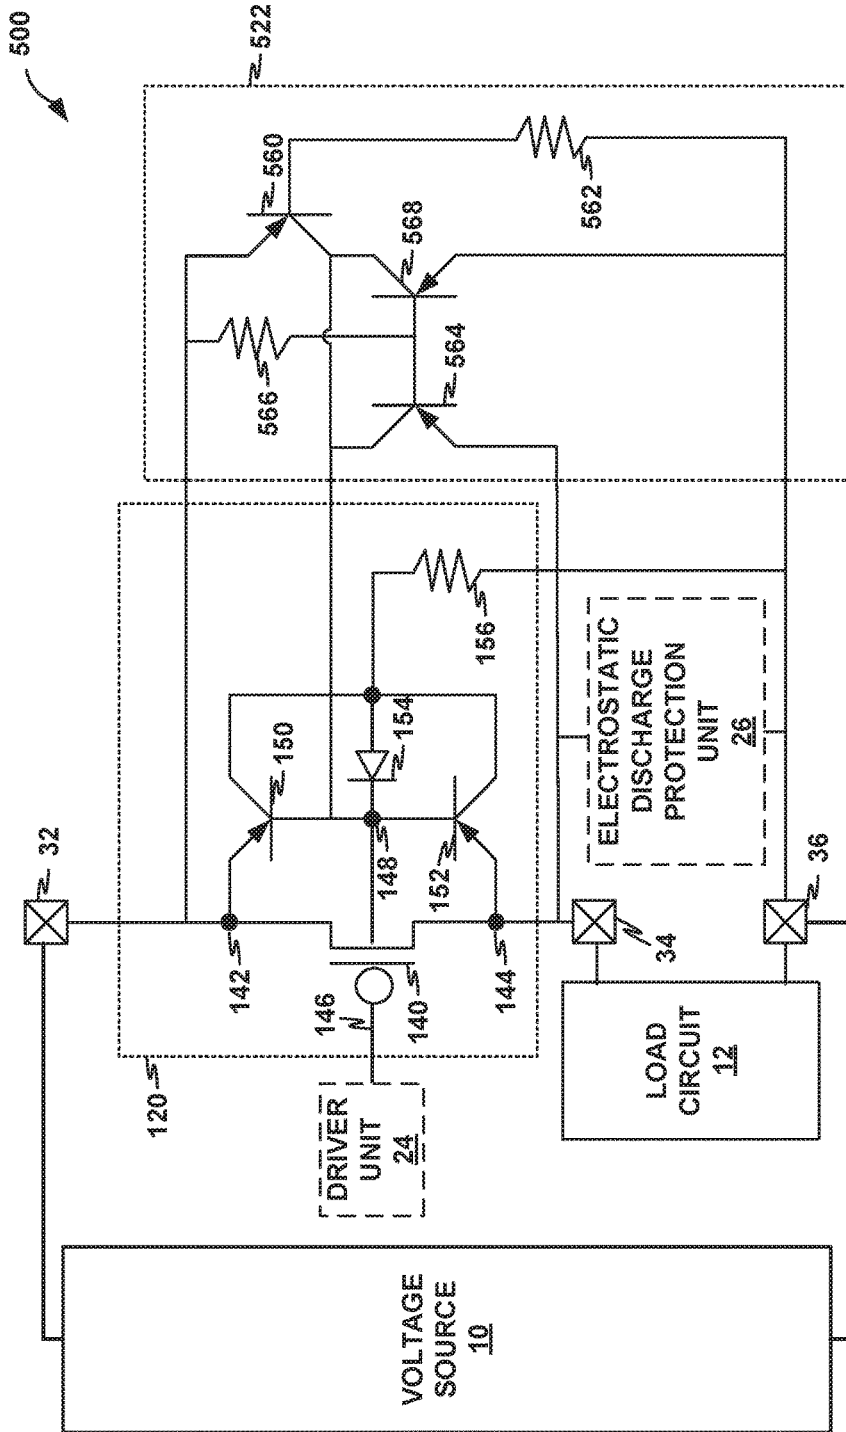 500
522
560
562
568
564
566
120
32
142
150
154
148
152
156
146
140
144
34
36
DRIVER
UNIT
24
ELECTROSTATIC
DISCHARGE
PROTECTION
UNIT
26
LOAD
CIRCUIT
12
VOLTAGE
SOURCE
10